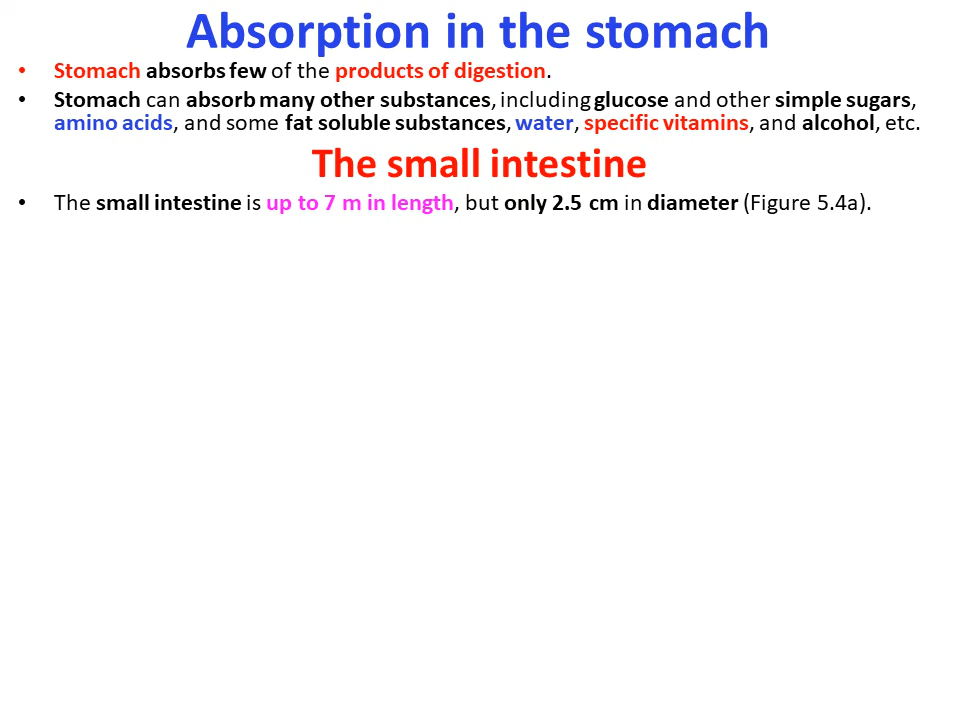 Absorption in the stomach
• Stomach absorbs few of the products of digestion.
• Stomach can absorb many other substances, including glucose and other simple sugars,
amino acids, and some fat soluble substances, water, specific vitamins, and alcohol, etc.
The small intestine
• The small intestine is up to 7 m in length, but only 2.5 cm in diameter (Figure 5.4a).